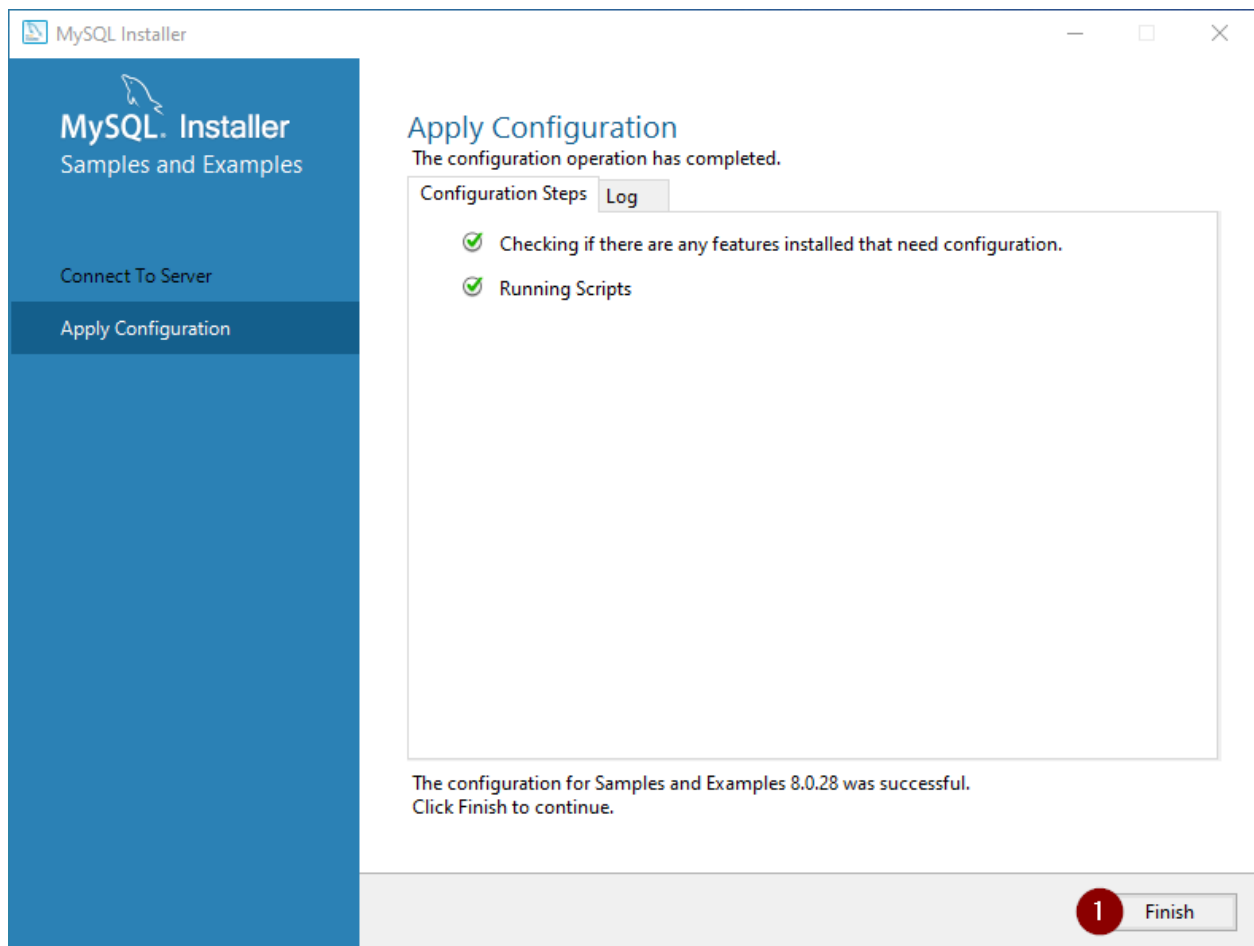 MySQL Installer
MySQL. Installer
Samples and Examples
Connect To Server
Apply Configuration
Apply Configuration
The configuration operation has completed.
Configuration Steps
Log
Checking if there are any features installed that need configuration.
Running Scripts
The configuration for Samples and Examples 8.0.28 was successful.
Click Finish to continue.
1
Finish